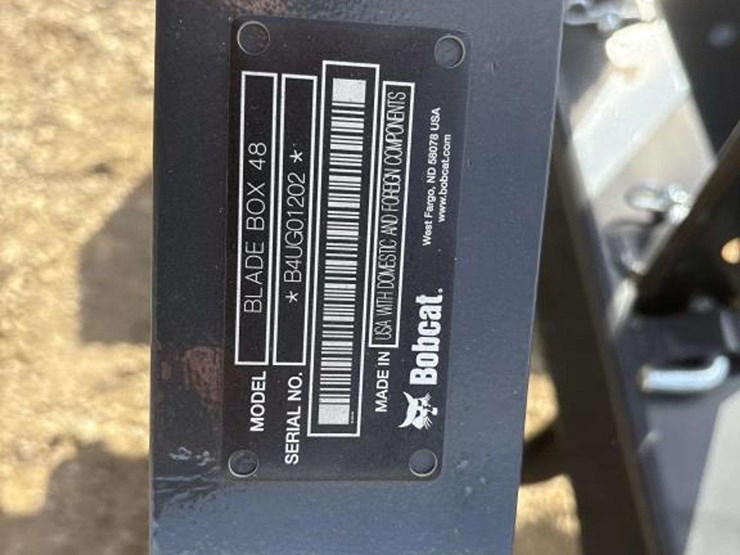 MODEL BLADE BOX 48
SERIAL NO. * B4UG01202 *
MADE IN USA WITH DOMESTIC AND FOREIGN COMPONENTS
Bobcat.
West Fargo, ND 58078 USA
www.bobcat.com